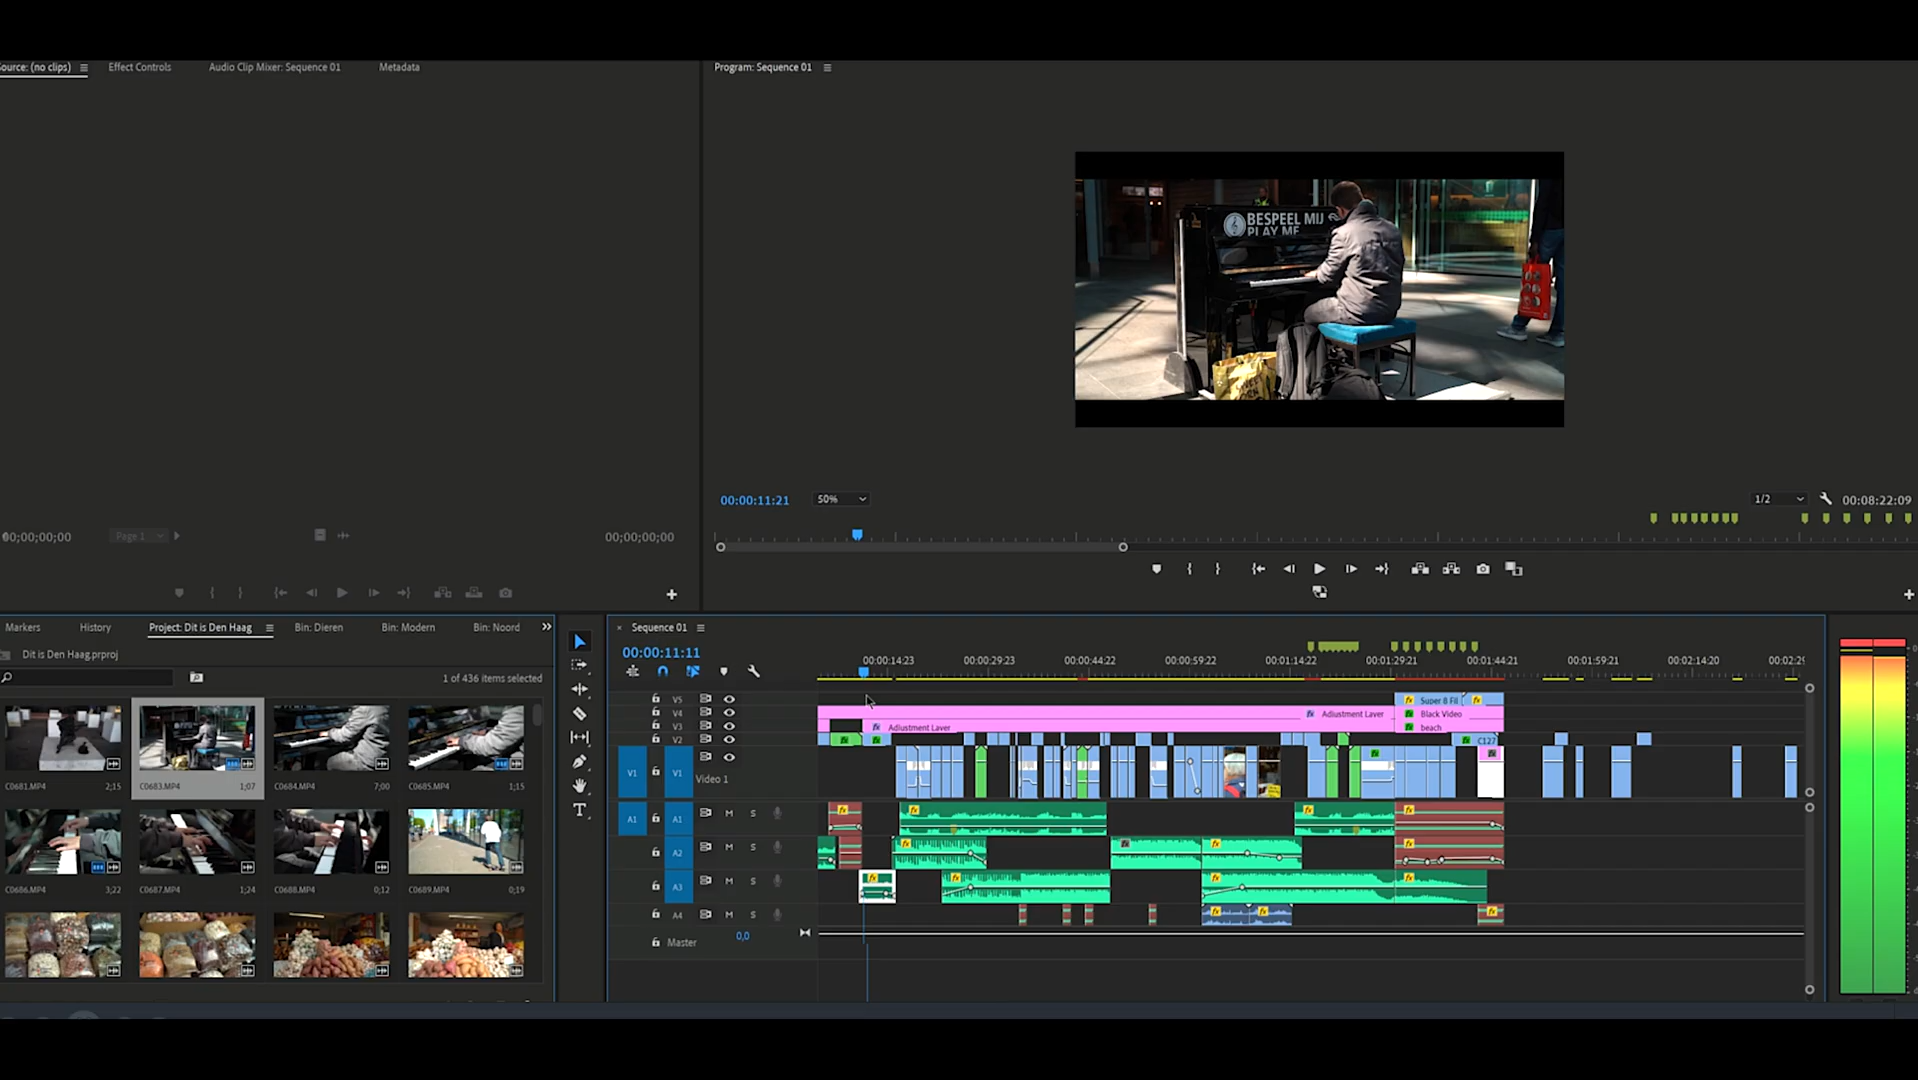 Source: (no clips)
Effect Controls
Audio Clip Mixer: Sequence 01
Metadata
Program: Sequence 01
BESPEEL MIJ
PLAY ME
00:00:11:21
50%
1/2
00:08:22:09
00;00;00;00
Page 1
00;00;00;00
Markers
History
Project: Dit is Den Haag
Bin: Dieren
Bin: Modern
Bin: Noord
Dit is Den Haag.prproj
1 of 436 items selected
C0681.MP4
2;15
C0683.MP4
1;07
C0684.MP4
7;00
C0685.MP4
1;15
C0686.MP4
3;22
C0687.MP4
1;24
C0688.MP4
0;12
C0689.MP4
0;19
Sequence 01
00:00:11:11
00:00:14:23
00:00:29:23
00:00:44:22
00:00:59:22
00:01:14:22
00:01:29:21
00:01:44:21
00:01:59:21
00:02:14:20
00:02:29
V5
Super 8 Fil
V4
Adjustment Layer
Black Video
V3
Adjustment Layer
beach
V2
C127
V1
V1
Video 1
A1
A1
M
S
A2
M
S
A3
M
S
A4
M
S
Master
0,0